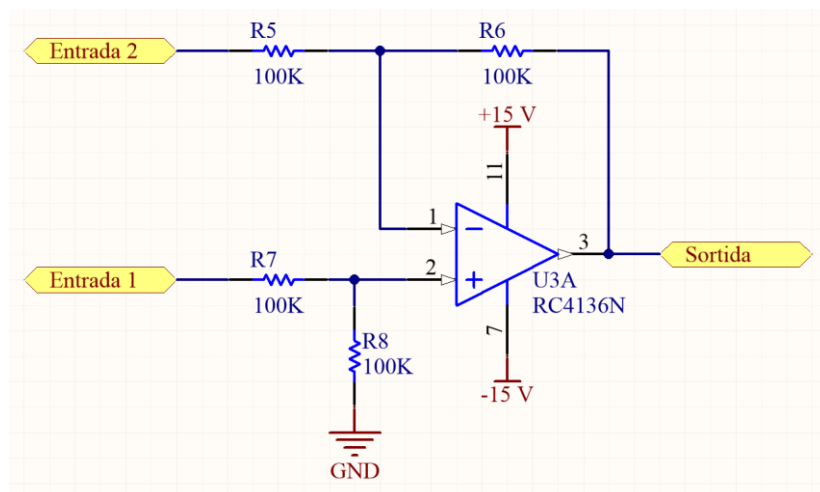 Entrada 2
R5
100K
R6
100K
+15 V
11
1
-
2
+
3
U3A
RC4136N
Sortida
Entrada 1
R7
100K
R8
100K
7
-15 V
GND